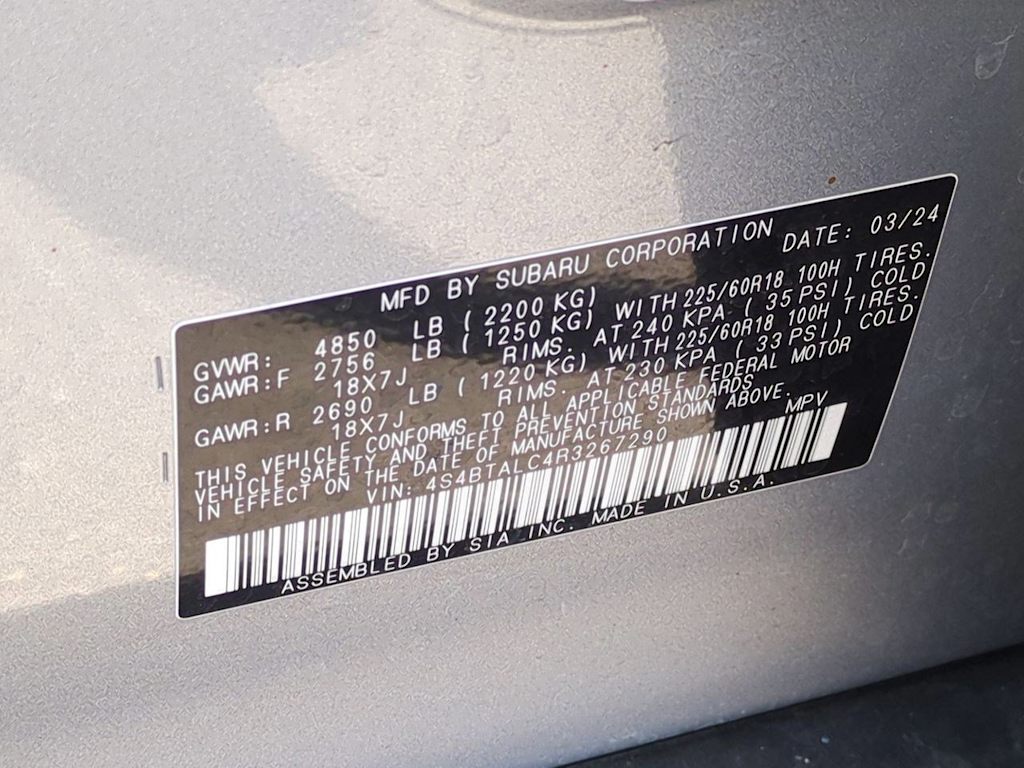 MFD BY SUBARU CORPORATION DATE: 03/24
GVWR: 4850 LB ( 2200 KG)
GAWR:F 2756 LB ( 1250 KG) WITH 225/60R18 100H TIRES.
18X7J RIMS. AT 240 KPA ( 35 PSI) COLD
GAWR:R 2690 LB ( 1220 KG) WITH 225/60R18 100H TIRES.
18X7J RIMS. AT 230 KPA ( 33 PSI) COLD
THIS VEHICLE CONFORMS TO ALL APPLICABLE FEDERAL MOTOR
VEHICLE SAFETY AND THEFT PREVENTION STANDARDS
IN EFFECT ON THE DATE OF MANUFACTURE SHOWN ABOVE.
VIN: 4S4BTALC4R3267290 MPV
ASSEMBLED BY SIA INC. MADE IN U.S.A.